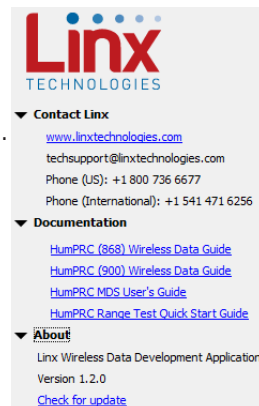 Linx
TECHNOLOGIES
Contact Linx
www.linxtechnologies.com
techsupport@linxtechnologies.com
Phone (US): +1 800 736 6677
Phone (International): +1 541 471 6256
Documentation
HumPRC (868) Wireless Data Guide
HumPRC (900) Wireless Data Guide
HumPRC MDS User's Guide
HumPRC Range Test Quick Start Guide
About
Linx Wireless Data Development Application
Version 1.2.0
Check for update